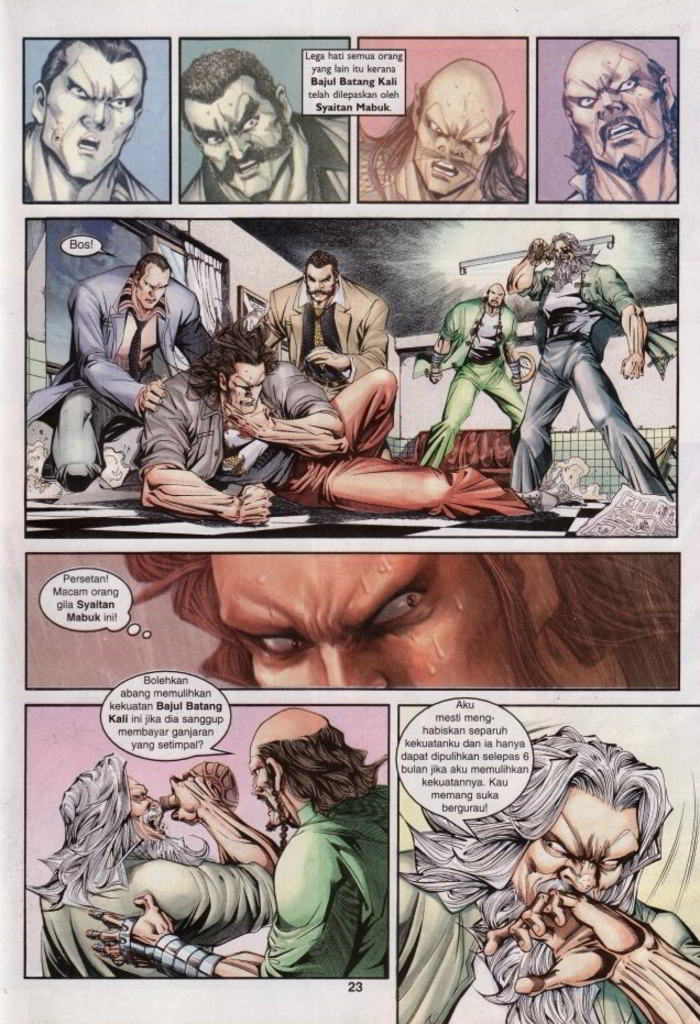 Lega hati semua orang
yang lain itu kerana
Bajul Batang Kali
telah dilepaskan oleh
Syaitan Mabuk.
Bos!
Persetan!
Macam orang
gila Syaitan
Mabuk ini!
Bolehkan
abang memulihkan
kekuatan Bajul Batang
Kali ini jika dia sanggup
membayar ganjaran
yang setimpal?
Aku
mesti meng-
habiskan separuh
kekuatanku dan ia hanya
dapat dipulihkan selepas 6
bulan jika aku memulihkan
kekuatannya. Kau
memang suka
bergurau!
23